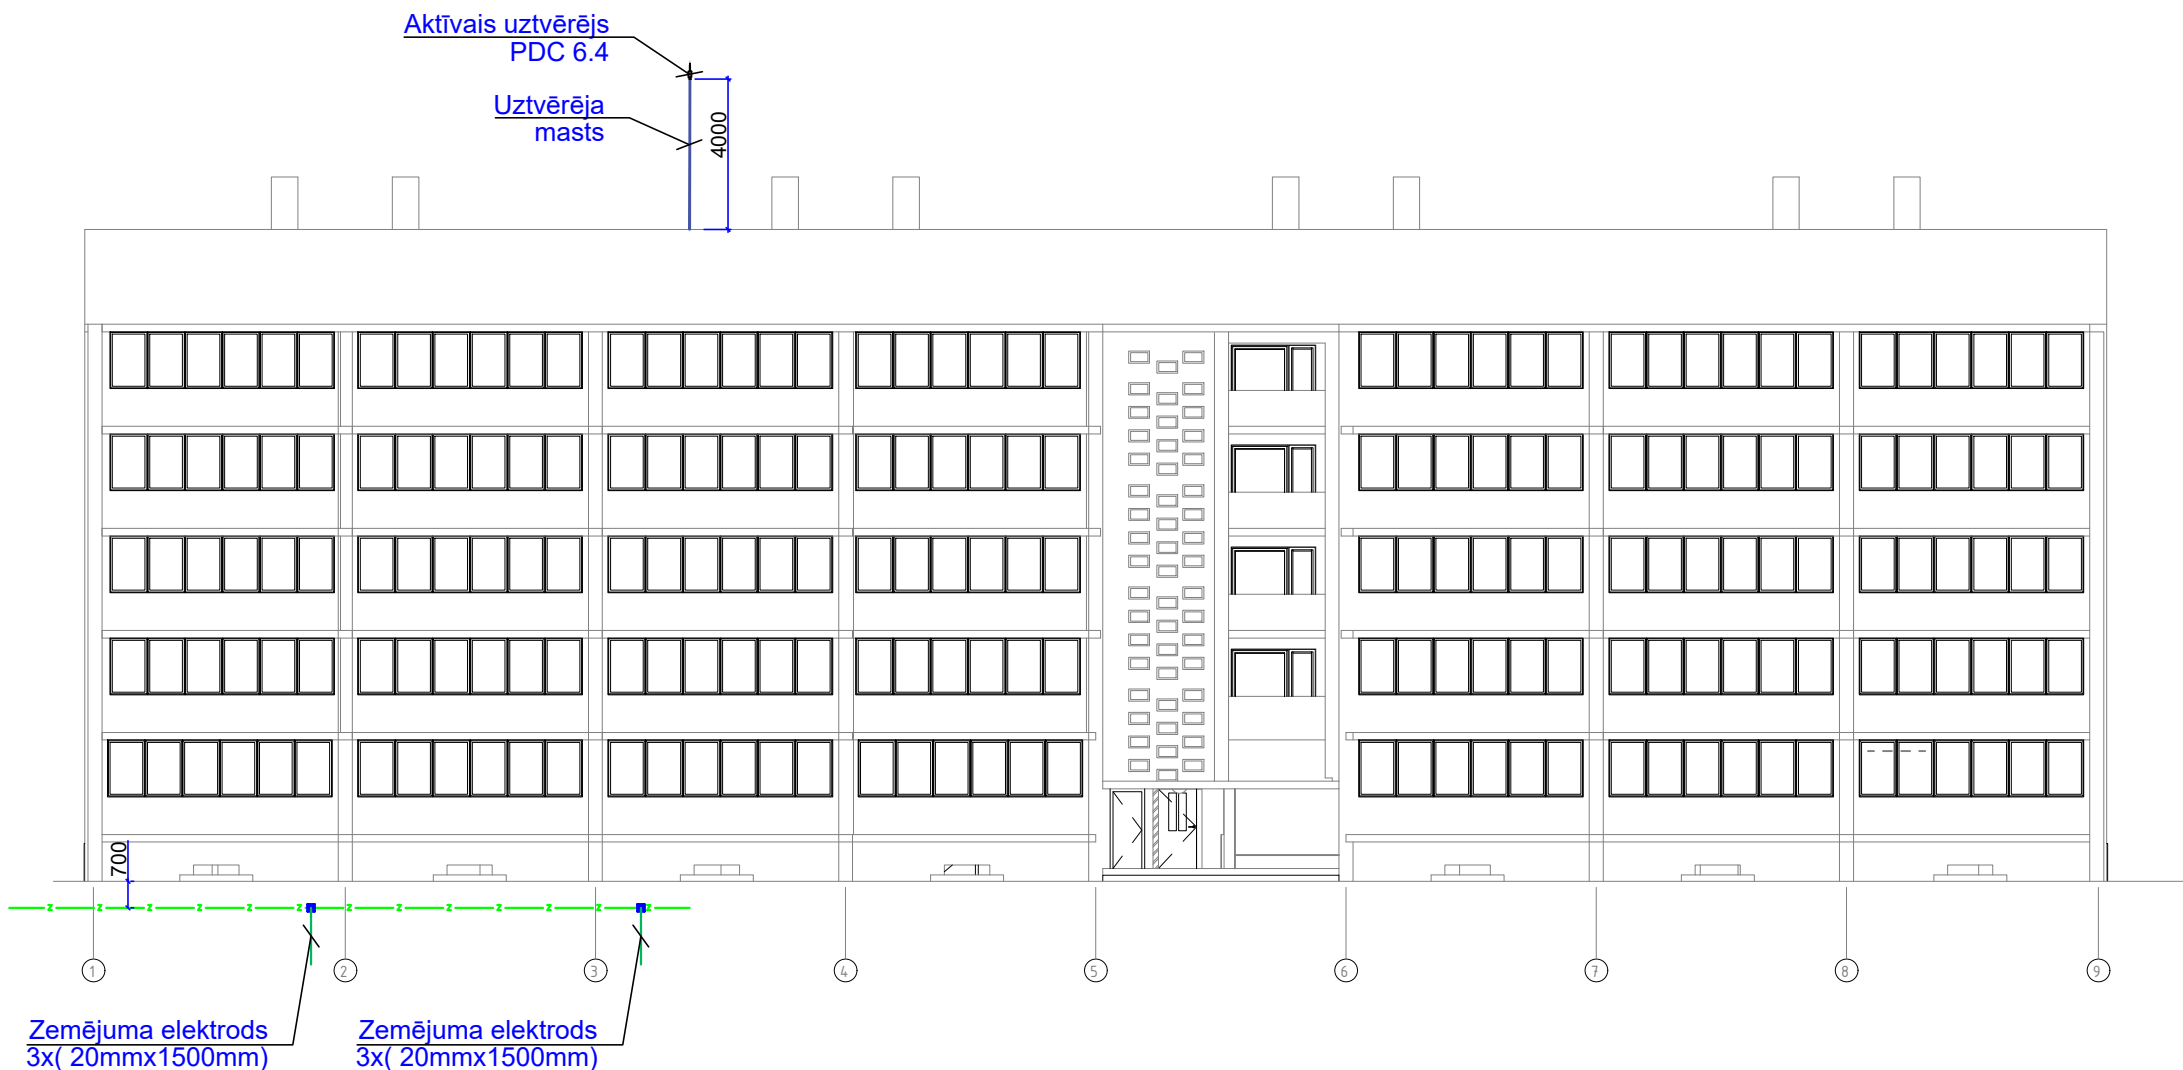 Aktīvais uztvērējs
PDC 6.4
Uztvērēja
masts
4000
700
z z z z z z z z z z z z z
1 2 3 4 5 6 7 8 9
Zemējuma elektrods
3x( 20mmx1500mm)
Zemējuma elektrods
3x( 20mmx1500mm)